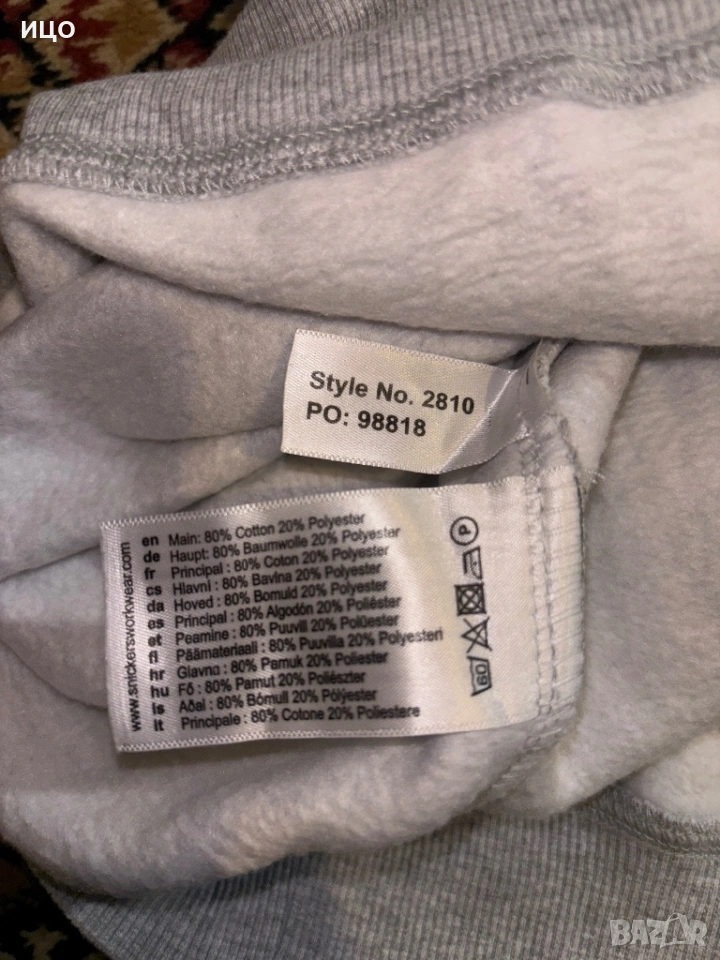 ицо
Style No. 2810
PO: 98818
www.snickersworkwear.com
en Main: 80% Cotton 20% Polyester
de Haupt: 80% Baumwolle 20% Polyester
fr Principal : 80% Coton 20% Polyester
cs Hlavní : 80% Bavlna 20% Polyester
da Hoved : 80% Bomuld 20% Polyester
es Principal : 80% Algodón 20% Poliéster
et Peamine : 80% Puuvill 20% Polüester
fl Päämateriaali : 80% Puuvilla 20% Polyesteri
hr Glavno : 80% Pamuk 20% Poliester
hu Fő : 80% Pamut 20% Poliészter
is Aðal : 80% Bómull 20% Pólýester
it Principale : 80% Cotone 20% Poliestere
P
60
BAZAR